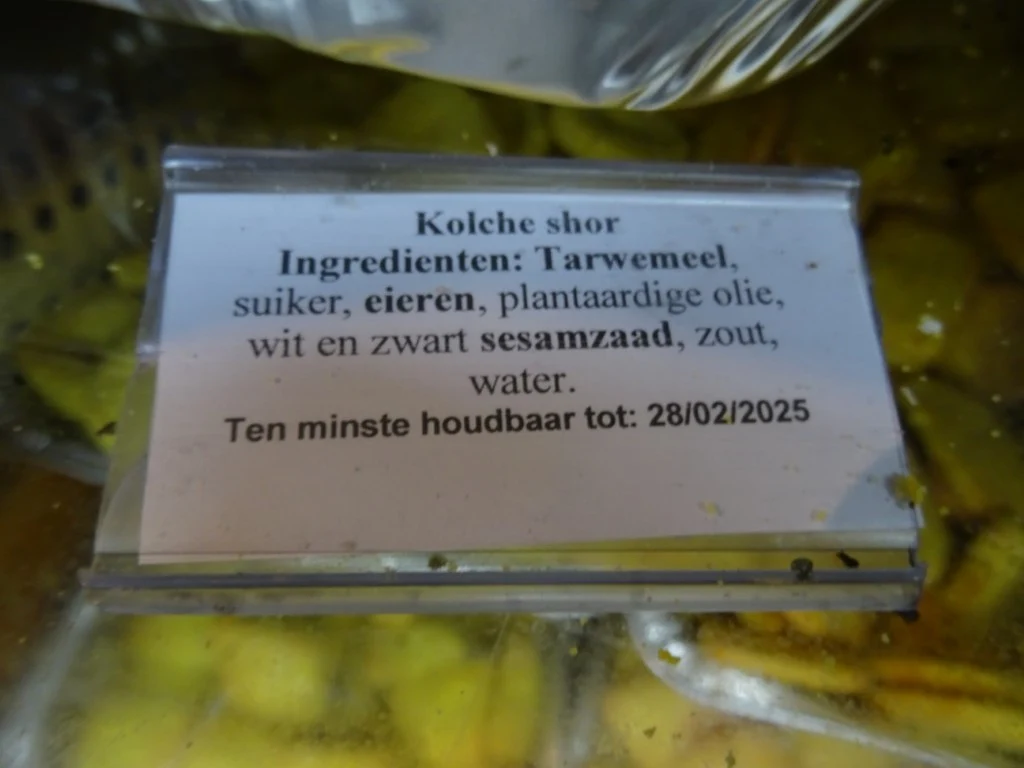 Kolche shor
Ingredienten: Tarwemeel,
suiker, eieren, plantaardige olie,
wit en zwart sesamzaad, zout,
water.
Ten minste houdbaar tot: 28/02/2025